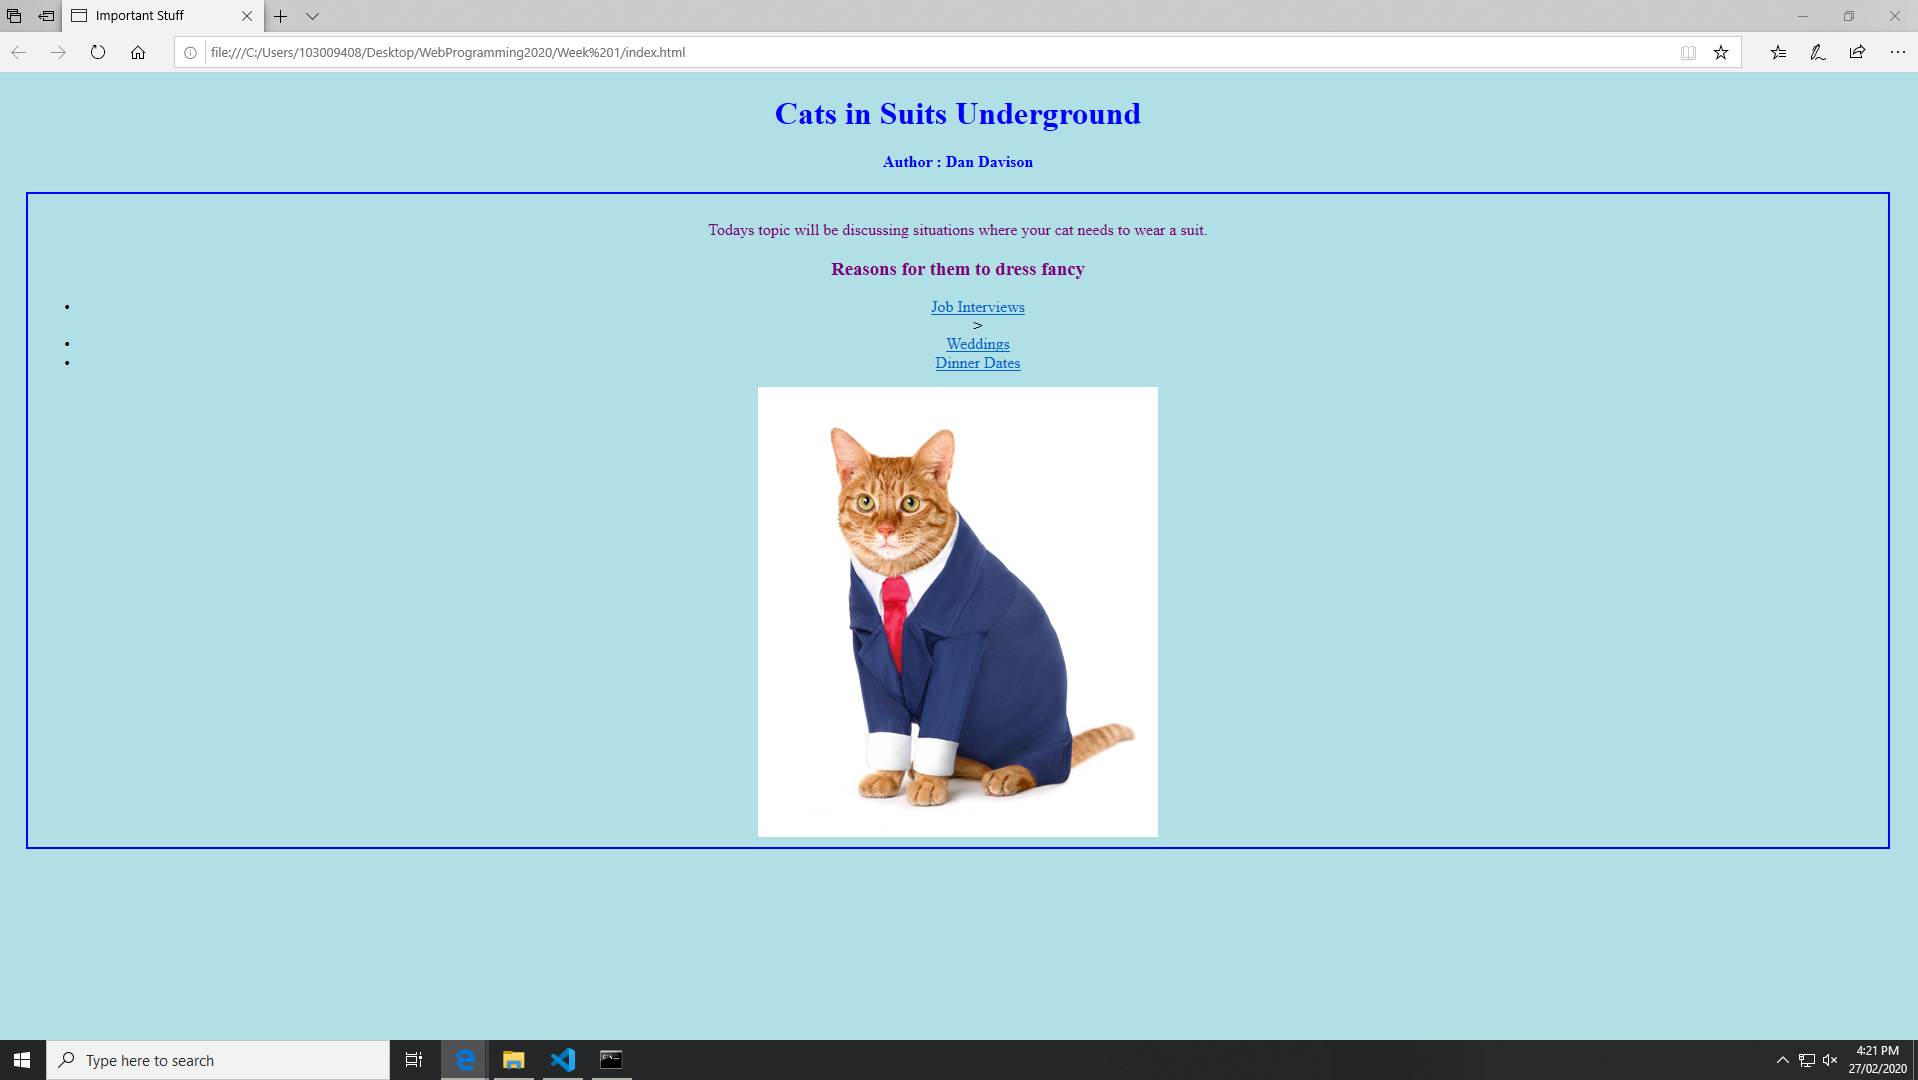 Important Stuff
file:///C:/Users/103009408/Desktop/WebProgramming2020/Week%201/index.html
Cats in Suits Underground
Author : Dan Davison
Todays topic will be discussing situations where your cat needs to wear a suit.
Reasons for them to dress fancy
• Job Interviews
>
• Weddings
• Dinner Dates
Type here to search
4:21 PM
27/02/2020